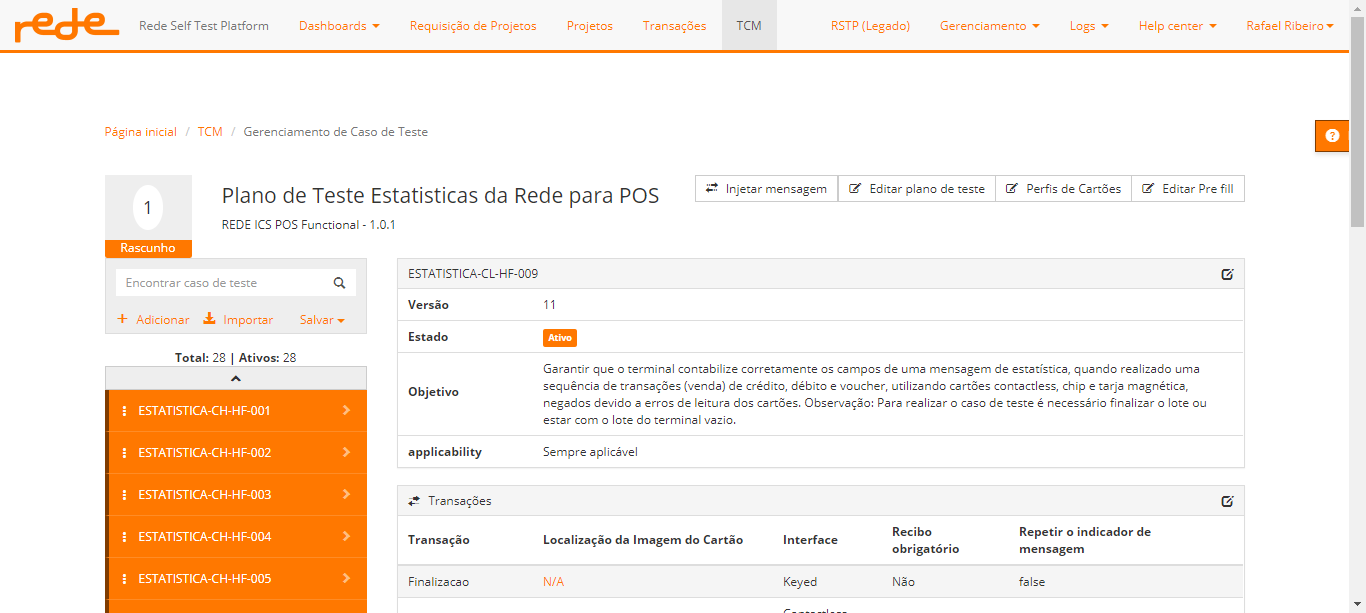 rede Rede Self Test Platform Dashboards Requisição de Projetos Projetos Transações TCM RSTP (Legado) Gerenciamento Logs Help center Rafael Ribeiro
Página inicial / TCM / Gerenciamento de Caso de Teste
1
Rascunho
Plano de Teste Estatisticas da Rede para POS
REDE ICS POS Functional - 1.0.1
Injetar mensagem Editar plano de teste Perfis de Cartões Editar Pre fill
Encontrar caso de teste
+ Adicionar Importar Salvar
Total: 28 | Ativos: 28
ESTATISTICA-CH-HF-001
ESTATISTICA-CH-HF-002
ESTATISTICA-CH-HF-003
ESTATISTICA-CH-HF-004
ESTATISTICA-CH-HF-005
ESTATISTICA-CL-HF-009
Versão 11
Estado Ativo
Objetivo
Garantir que o terminal contabilize corretamente os campos de uma mensagem de estatística, quando realizado uma
sequência de transações (venda) de crédito, débito e voucher, utilizando cartões contactless, chip e tarja magnética,
negados devido a erros de leitura dos cartões. Observação: Para realizar o caso de teste é necessário finalizar o lote ou
estar com o lote do terminal vazio.
applicability Sempre aplicável
Transações
Transação Localização da Imagem do Cartão Interface Recibo obrigatório Repetir o indicador de mensagem
Finalizacao N/A Keyed Não false
Contactless